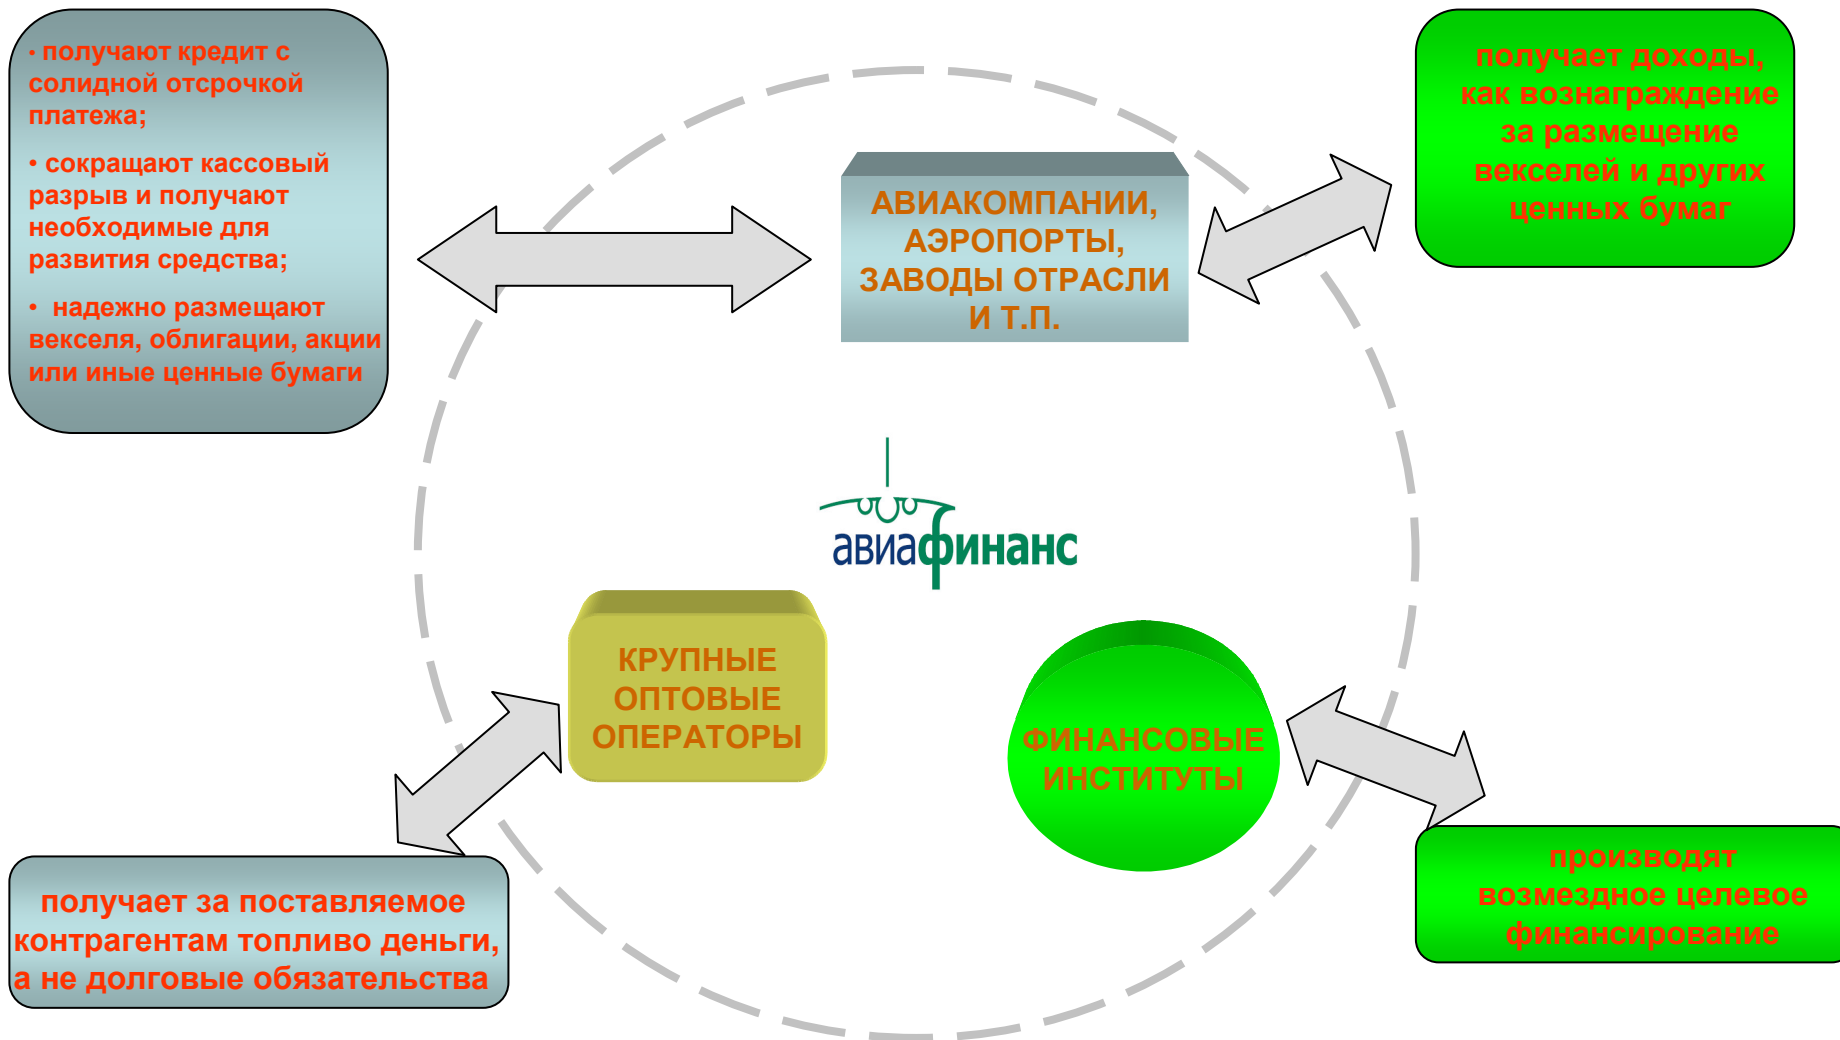 • получают кредит с
солидной отсрочкой
платежа;
• сокращают кассовый
разрыв и получают
необходимые для
развития средства;
• надежно размещают
векселя, облигации, акции
или иные ценные бумаги
АВИАКОМПАНИИ,
АЭРОПОРТЫ,
ЗАВОДЫ ОТРАСЛИ
И Т.П.
получает доходы,
как вознаграждение
за размещение
векселей и других
ценных бумаг
авиафинанс
КРУПНЫЕ
ОПТОВЫЕ
ОПЕРАТОРЫ
ФИНАНСОВЫЕ
ИНСТИТУТЫ
получает за поставляемое
контрагентам топливо деньги,
а не долговые обязательства
производят
возмездное целевое
финансирование